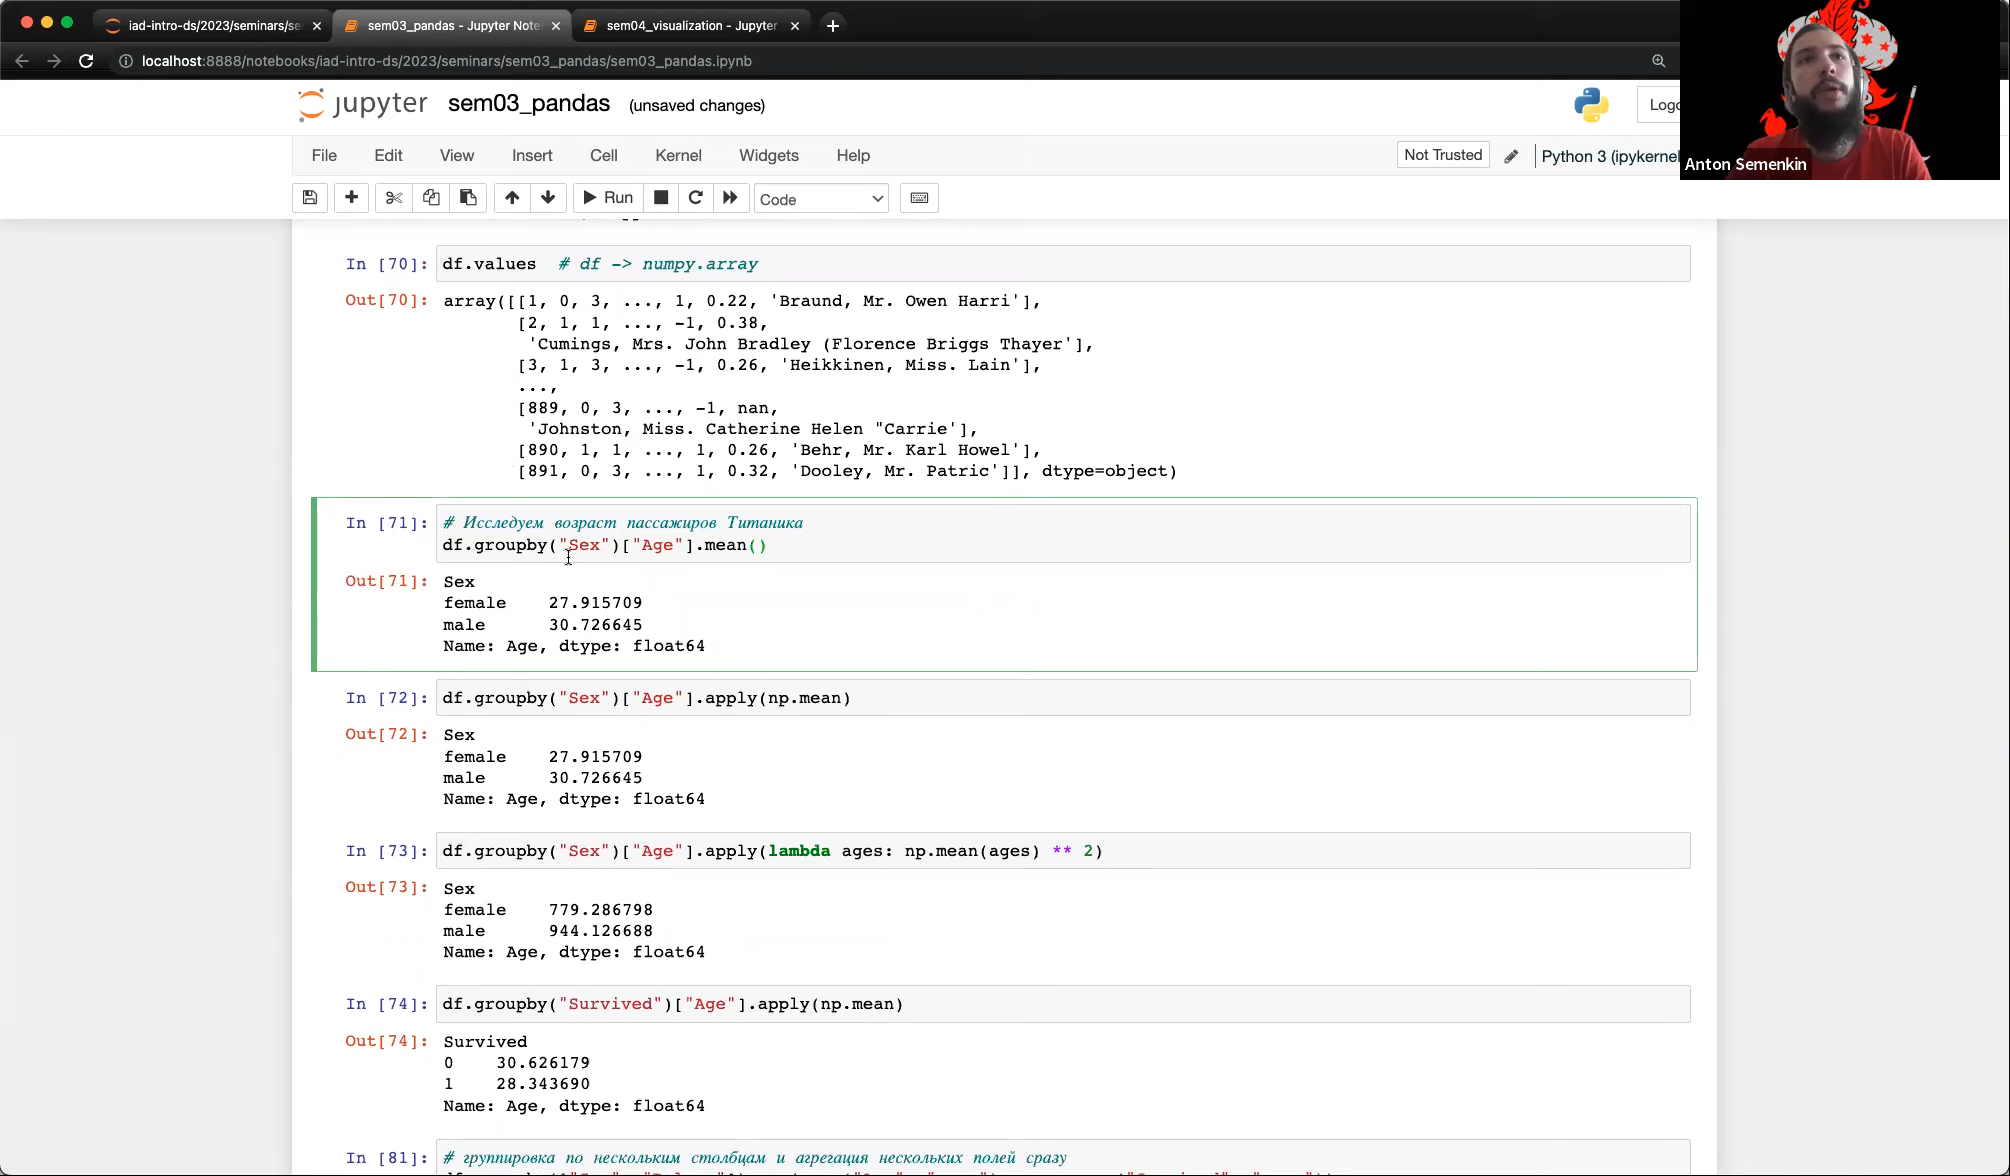 iad-intro-ds/2023/seminars/se
sem03_pandas - Jupyter Note
sem04_visualization - Jupyter
localhost:8888/notebooks/iad-intro-ds/2023/seminars/sem03_pandas/sem03_pandas.ipynb
jupyter sem03_pandas (unsaved changes)
Logo
File Edit View Insert Cell Kernel Widgets Help
Not Trusted Python 3 (ipykernel
Anton Semenkin
Run Code
In [70]: df.values # df -> numpy.array
Out[70]: array([[1, 0, 3, ..., 1, 0.22, 'Braund, Mr. Owen Harri'],
[2, 1, 1, ..., -1, 0.38,
'Cumings, Mrs. John Bradley (Florence Briggs Thayer'],
[3, 1, 3, ..., -1, 0.26, 'Heikkinen, Miss. Lain'],
...,
[889, 0, 3, ..., -1, nan,
'Johnston, Miss. Catherine Helen "Carrie'],
[890, 1, 1, ..., 1, 0.26, 'Behr, Mr. Karl Howel'],
[891, 0, 3, ..., 1, 0.32, 'Dooley, Mr. Patric']], dtype=object)
In [71]: # Исследуем возраст пассажиров Титаника
df.groupby("Sex")["Age"].mean()
Out[71]: Sex
female 27.915709
male 30.726645
Name: Age, dtype: float64
In [72]: df.groupby("Sex")["Age"].apply(np.mean)
Out[72]: Sex
female 27.915709
male 30.726645
Name: Age, dtype: float64
In [73]: df.groupby("Sex")["Age"].apply(lambda ages: np.mean(ages) ** 2)
Out[73]: Sex
female 779.286798
male 944.126688
Name: Age, dtype: float64
In [74]: df.groupby("Survived")["Age"].apply(np.mean)
Out[74]: Survived
0 30.626179
1 28.343690
Name: Age, dtype: float64
In [81]: # группировка по нескольким столбцам и агрегация нескольких полей сразу